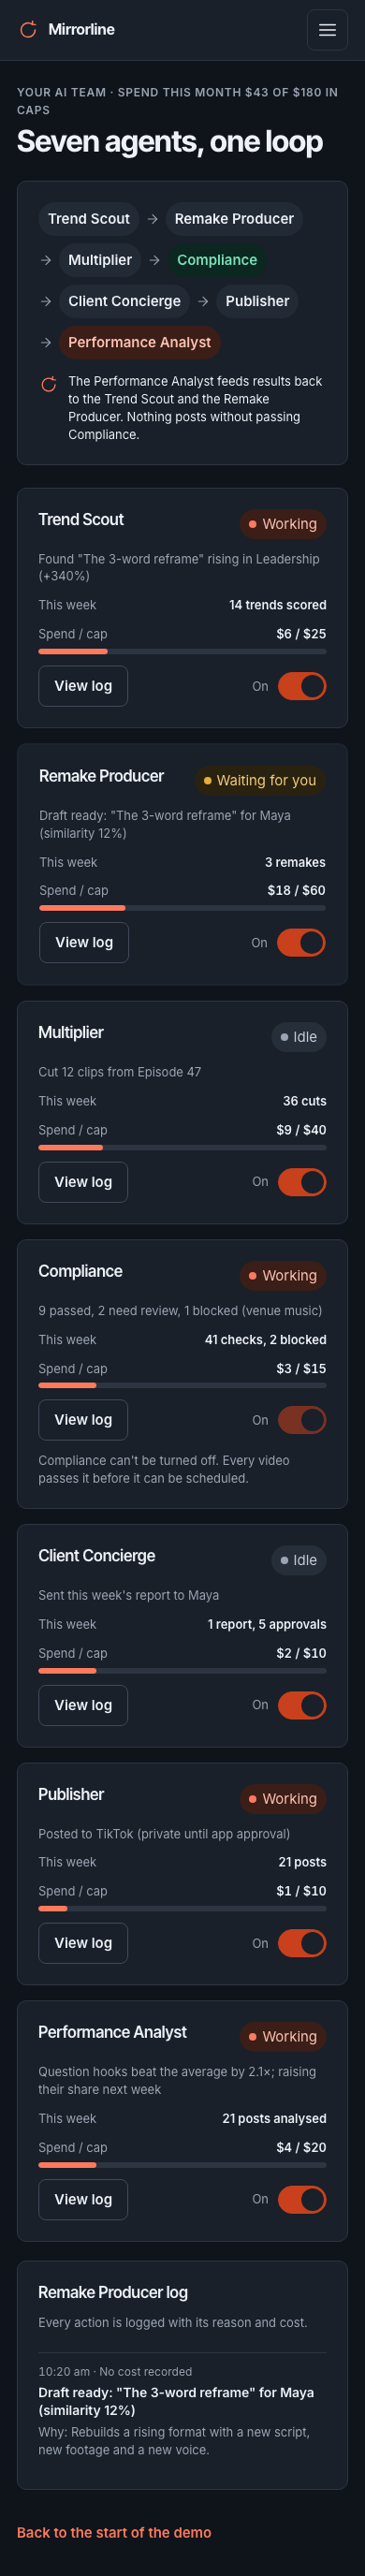 Mirrorline
YOUR AI TEAM · SPEND THIS MONTH $43 OF $180 IN
CAPS
Seven agents, one loop
Trend Scout → Remake Producer
→ Multiplier → Compliance
→ Client Concierge → Publisher
→ Performance Analyst
The Performance Analyst feeds results back
to the Trend Scout and the Remake
Producer. Nothing posts without passing
Compliance.
Trend Scout
Working
Found "The 3-word reframe" rising in Leadership
(+340%)
This week 14 trends scored
Spend / cap $6 / $25
View log On
Remake Producer
Waiting for you
Draft ready: "The 3-word reframe" for Maya
(similarity 12%)
This week 3 remakes
Spend / cap $18 / $60
View log On
Multiplier
Idle
Cut 12 clips from Episode 47
This week 36 cuts
Spend / cap $9 / $40
View log On
Compliance
Working
9 passed, 2 need review, 1 blocked (venue music)
This week 41 checks, 2 blocked
Spend / cap $3 / $15
View log On
Compliance can't be turned off. Every video
passes it before it can be scheduled.
Client Concierge
Idle
Sent this week's report to Maya
This week 1 report, 5 approvals
Spend / cap $2 / $10
View log On
Publisher
Working
Posted to TikTok (private until app approval)
This week 21 posts
Spend / cap $1 / $10
View log On
Performance Analyst
Working
Question hooks beat the average by 2.1×; raising
their share next week
This week 21 posts analysed
Spend / cap $4 / $20
View log On
Remake Producer log
Every action is logged with its reason and cost.
10:20 am · No cost recorded
Draft ready: "The 3-word reframe" for Maya
(similarity 12%)
Why: Rebuilds a rising format with a new script,
new footage and a new voice.
Back to the start of the demo